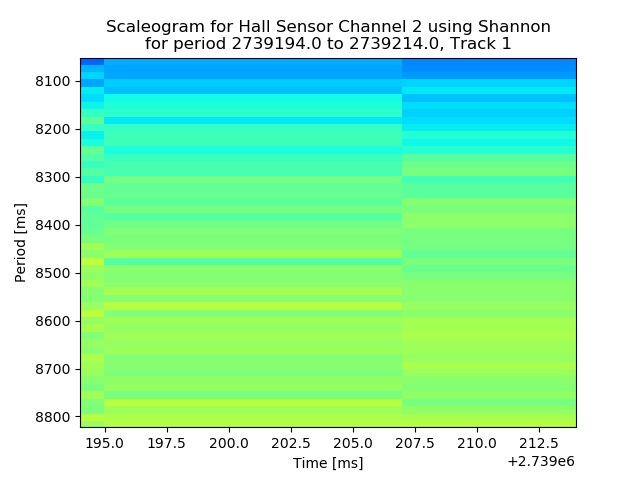 Scaleogram for Hall Sensor Channel 2 using Shannon
for period 2739194.0 to 2739214.0, Track 1
8100
8200
8300
8400
8500
8600
8700
8800
Period [ms]
195.0 197.5 200.0 202.5 205.0 207.5 210.0 212.5
Time [ms]
+2.739e6